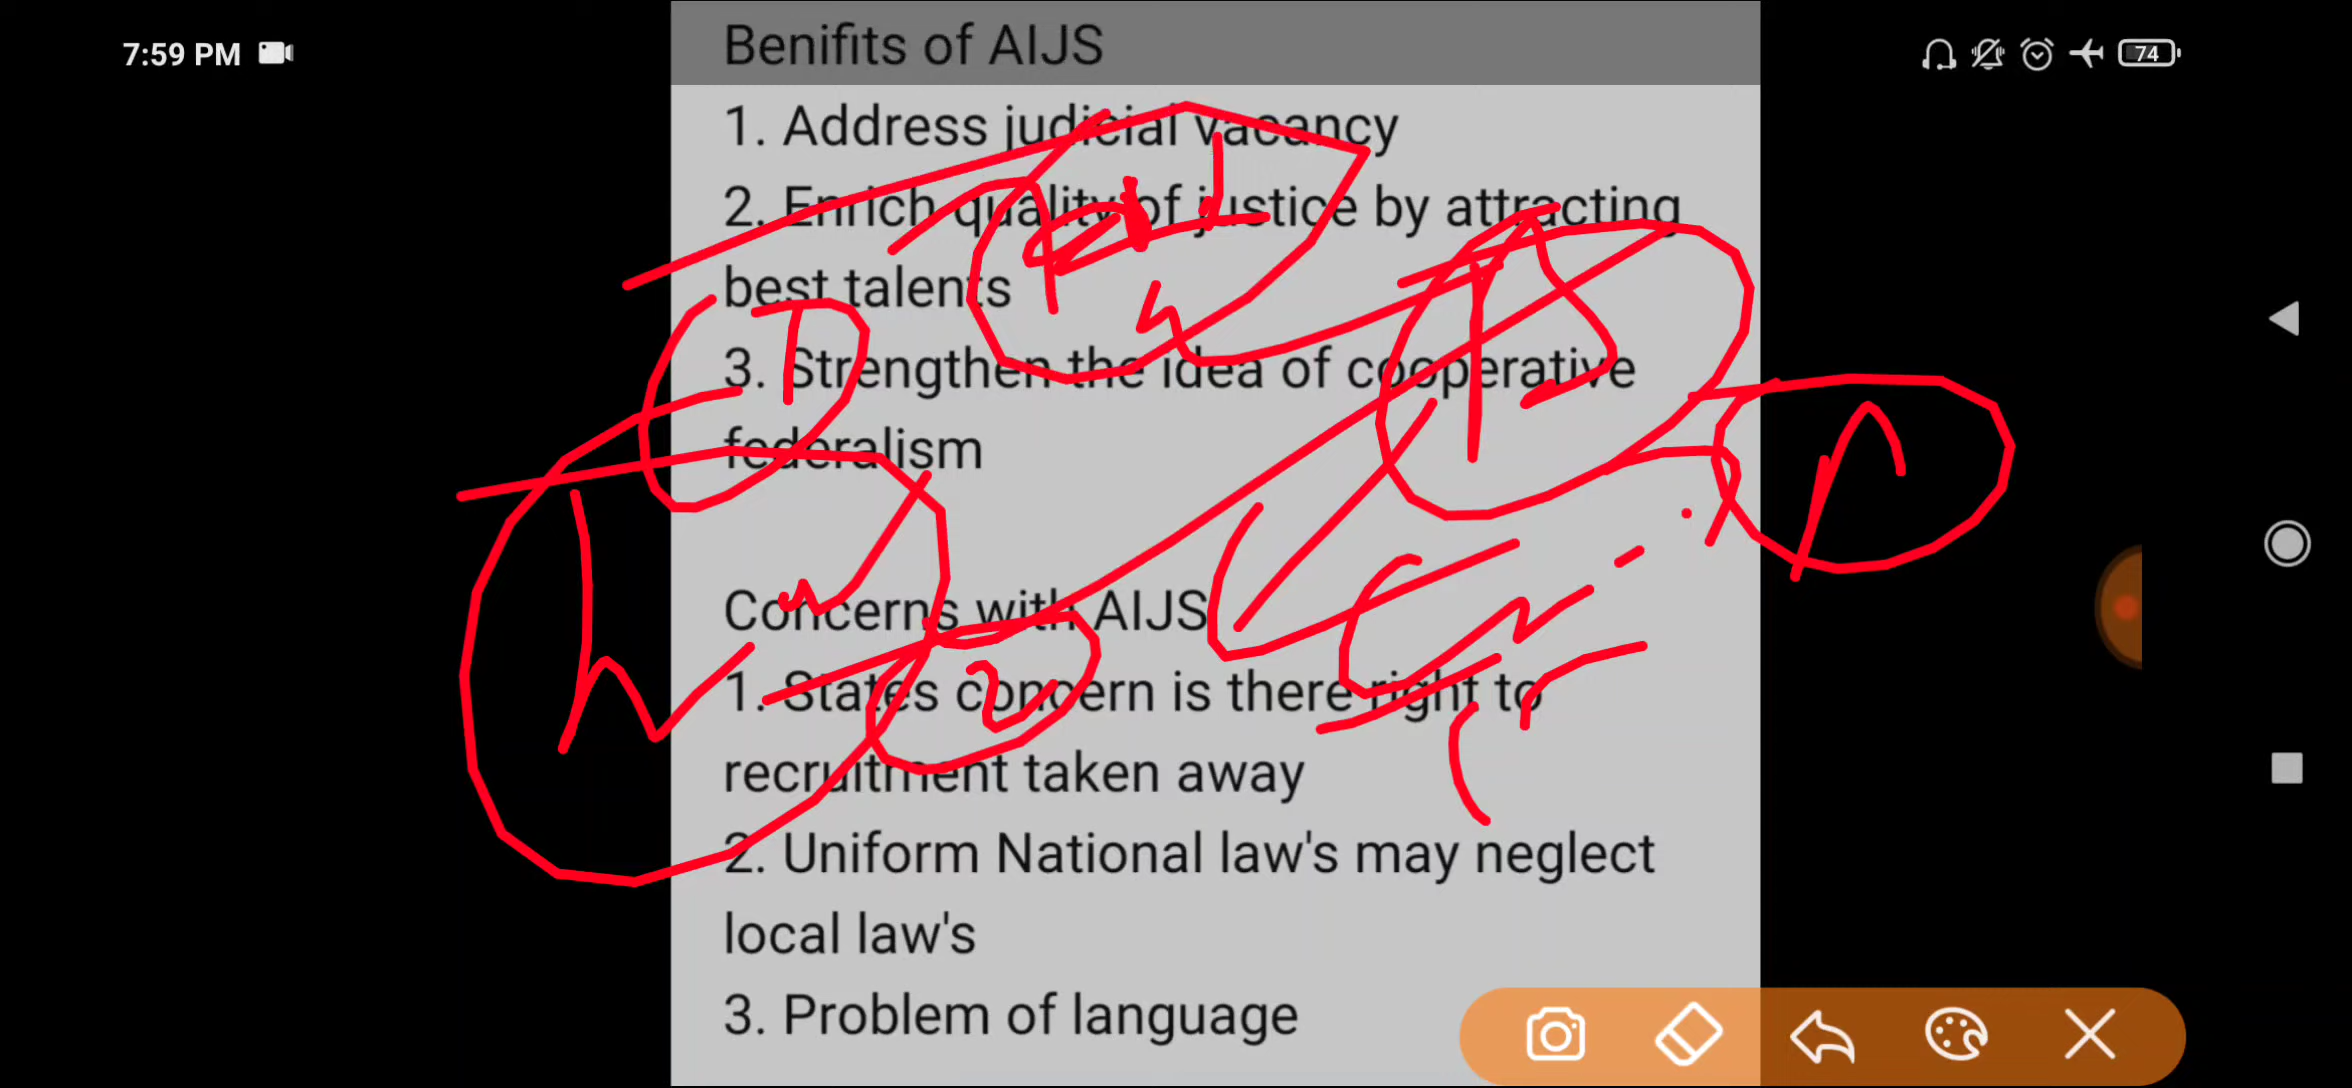 7:59 PM
74
Benifits of AIJS
1. Address judicial vacancy
2. Enrich quality of justice by attracting
best talents
3. Strengthen the idea of cooperative
federalism
Concerns with AIJS
1. States concern is there right to
recruitment taken away
2. Uniform National law's may neglect
local law's
3. Problem of language